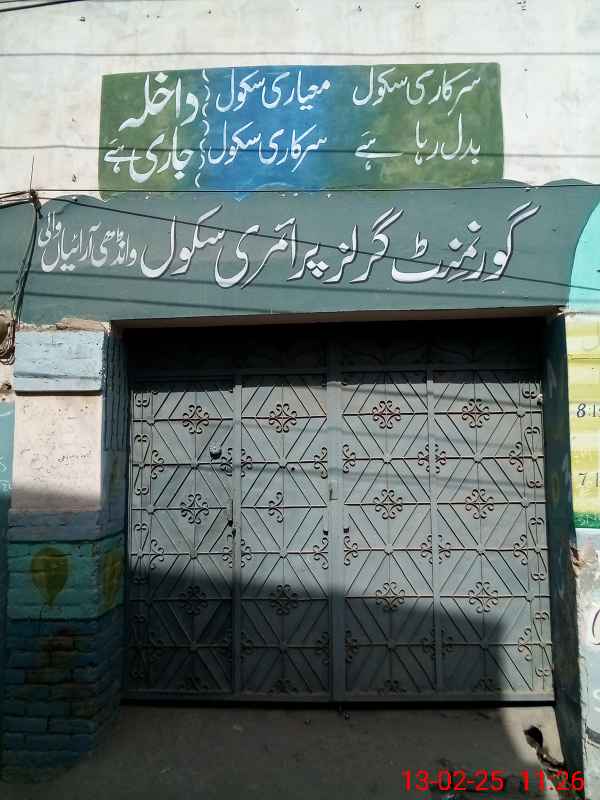 سرکاری سکول معیاری سکول داخلہ
بدل رہا ہے سرکاری سکول جاری ہے
گورنمنٹ گرلز پرائمری سکول وانڈھی آرائیاں والی
13-02-25 11:26